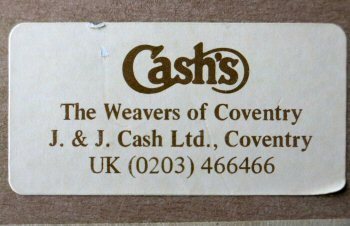 Cash's
The Weavers of Coventry
J. & J. Cash Ltd., Coventry
UK (0203) 466466